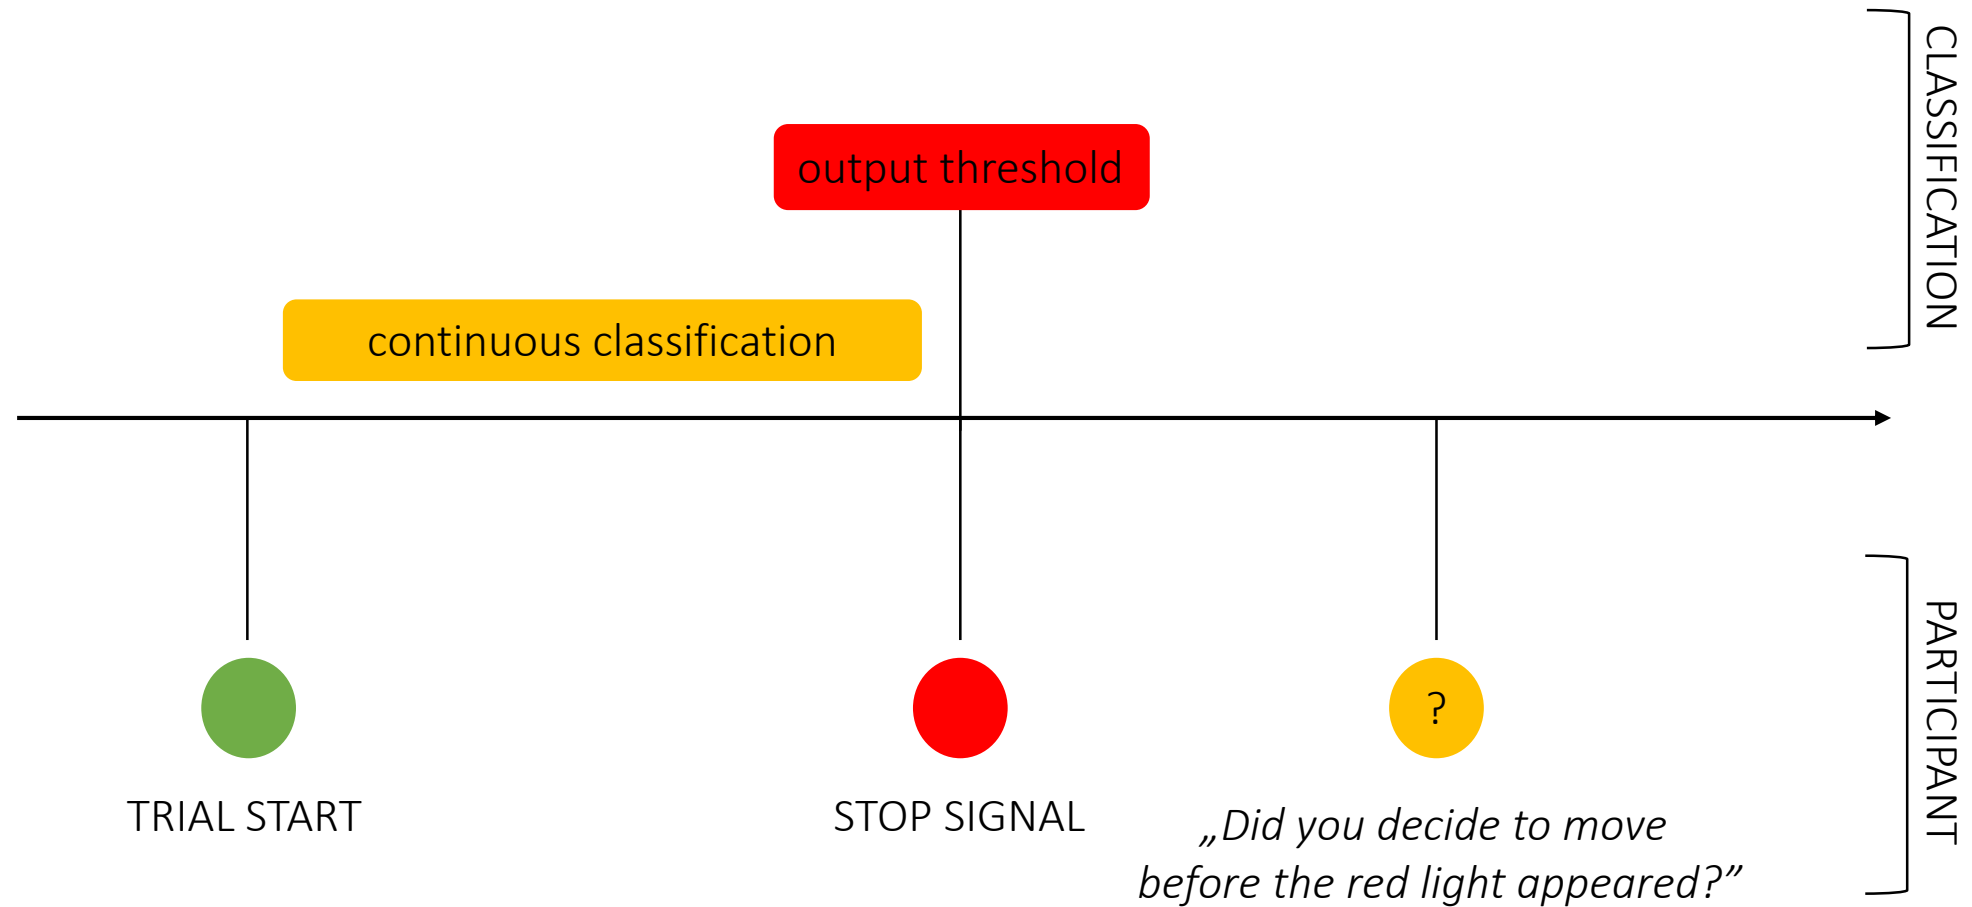 CLASSIFICATION
output threshold
continuous classification
PARTICIPANT
?
TRIAL START
STOP SIGNAL
„Did you decide to move
before the red light appeared?”